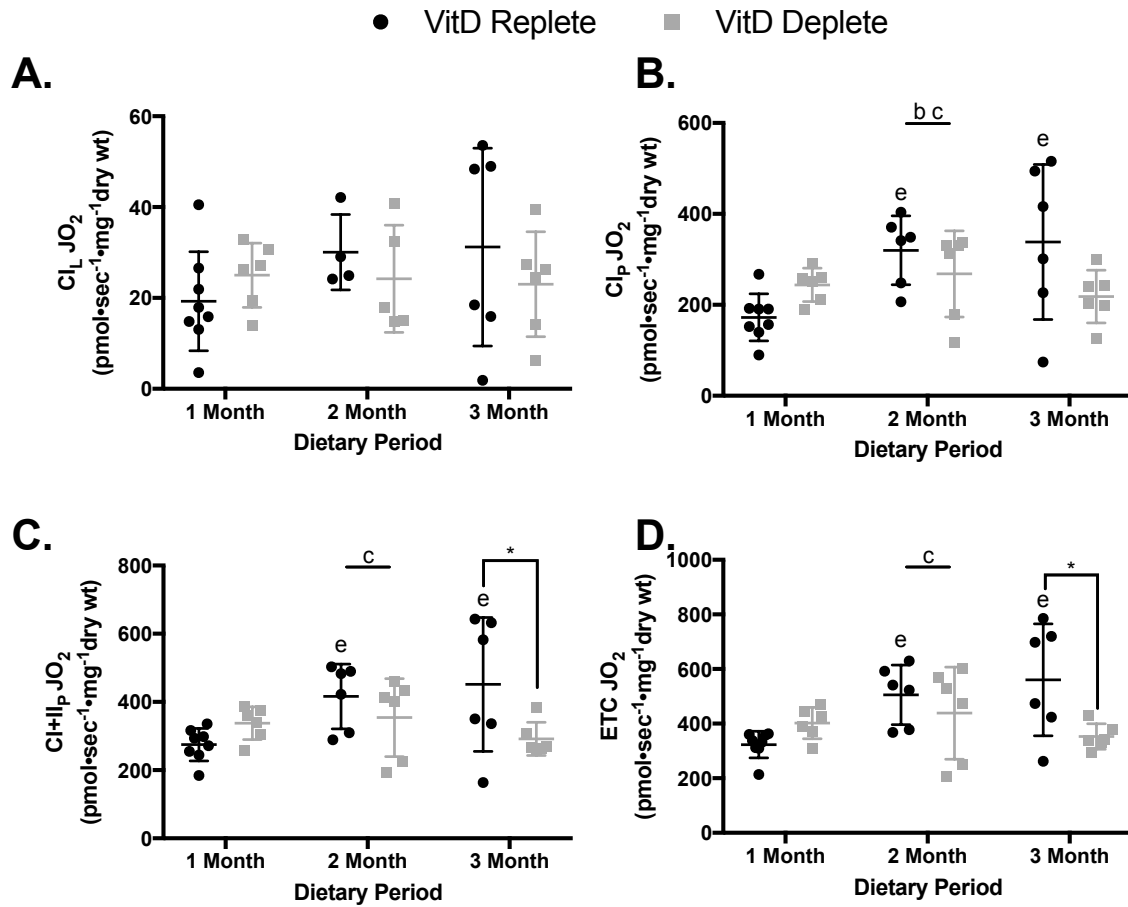 VitD Replete VitD Deplete
A.
CI_L JO_2
(pmol•sec⁻¹•mg⁻¹dry wt)
60
40
20
0
1 Month 2 Month 3 Month
Dietary Period
B.
CI_P JO_2
(pmol•sec⁻¹•mg⁻¹dry wt)
600
400
200
0
b c
e
e
1 Month 2 Month 3 Month
Dietary Period
C.
CI+II_P JO_2
(pmol•sec⁻¹•mg⁻¹dry wt)
800
600
400
200
0
c
*
e
e
1 Month 2 Month 3 Month
Dietary Period
D.
ETC JO_2
(pmol•sec⁻¹•mg⁻¹dry wt)
1000
800
600
400
200
0
c
*
e
e
1 Month 2 Month 3 Month
Dietary Period